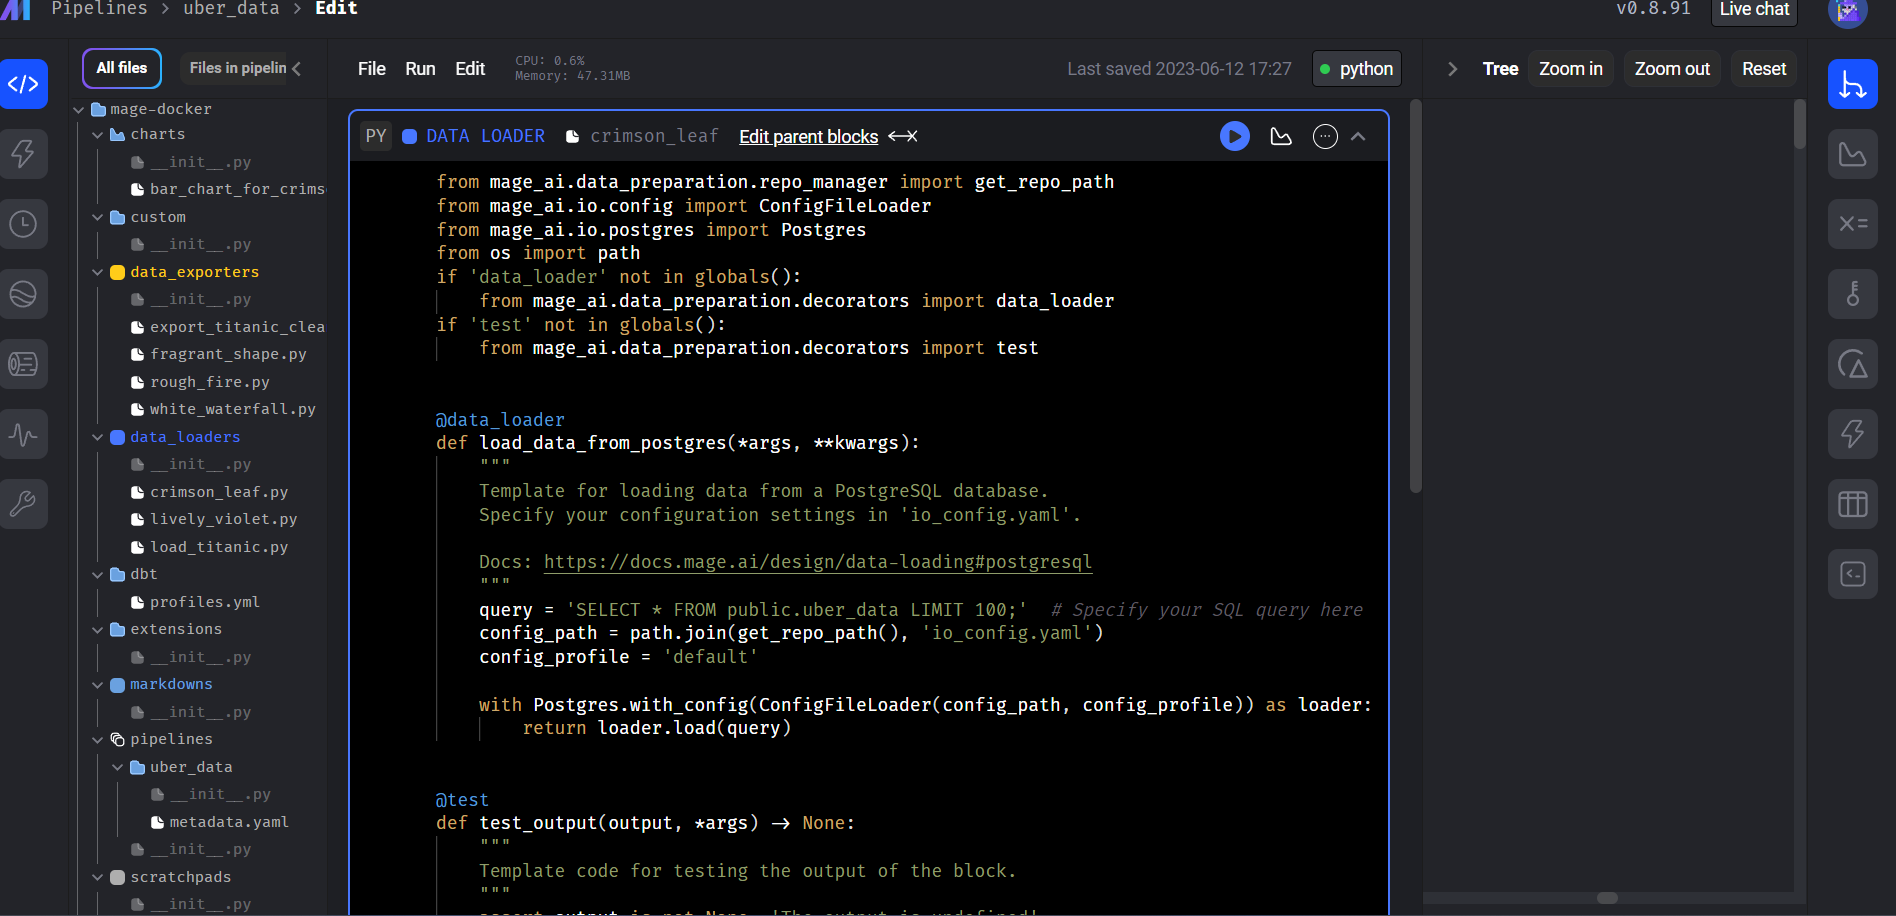 Pipelines > uber_data > Edit
v0.8.91
Live chat
All files
Files in pipelin
File Run Edit
CPU: 0.6%
Memory: 47.31MB
Last saved 2023-06-12 17:27
python
Tree
Zoom in
Zoom out
Reset
mage-docker
charts
__init__.py
bar_chart_for_crims
custom
__init__.py
data_exporters
__init__.py
export_titanic_clea
fragrant_shape.py
rough_fire.py
white_waterfall.py
data_loaders
__init__.py
crimson_leaf.py
lively_violet.py
load_titanic.py
dbt
profiles.yml
extensions
__init__.py
markdowns
__init__.py
pipelines
uber_data
__init__.py
metadata.yaml
__init__.py
scratchpads
__init__.py
PY DATA LOADER crimson_leaf Edit parent blocks
from mage_ai.data_preparation.repo_manager import get_repo_path
from mage_ai.io.config import ConfigFileLoader
from mage_ai.io.postgres import Postgres
from os import path
if 'data_loader' not in globals():
    from mage_ai.data_preparation.decorators import data_loader
if 'test' not in globals():
    from mage_ai.data_preparation.decorators import test
@data_loader
def load_data_from_postgres(*args, **kwargs):
    """
    Template for loading data from a PostgreSQL database.
    Specify your configuration settings in 'io_config.yaml'.
    Docs: https://docs.mage.ai/design/data-loading#postgresql
    """
    query = 'SELECT * FROM public.uber_data LIMIT 100;'  # Specify your SQL query here
    config_path = path.join(get_repo_path(), 'io_config.yaml')
    config_profile = 'default'
    with Postgres.with_config(ConfigFileLoader(config_path, config_profile)) as loader:
        return loader.load(query)
@test
def test_output(output, *args) -> None:
    """
    Template code for testing the output of the block.
    """
    assert output is not None, 'The output is undefined'